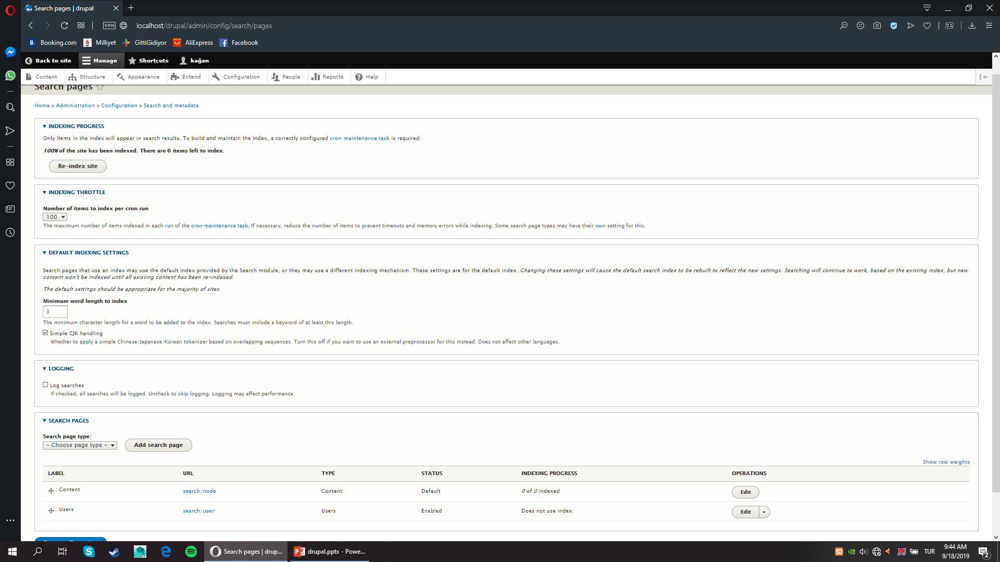 Search pages | drupal
VPN
localhost/drupal/admin/config/search/pages
B. Booking.com Milliyet GittiGidiyor AliExpress Facebook
Back to site Manage Shortcuts kağan
Content Structure Appearance Extend Configuration People Reports Help
Search pages
Home » Administration » Configuration » Search and metadata
INDEXING PROGRESS
Only items in the index will appear in search results. To build and maintain the index, a correctly configured cron maintenance task is required.
100% of the site has been indexed. There are 0 items left to index.
Re-index site
INDEXING THROTTLE
Number of items to index per cron run
100
The maximum number of items indexed in each run of the cron maintenance task. If necessary, reduce the number of items to prevent timeouts and memory errors while indexing. Some search page types may have their own setting for this.
DEFAULT INDEXING SETTINGS
Search pages that use an index may use the default index provided by the Search module, or they may use a different indexing mechanism. These settings are for the default index. Changing these settings will cause the default search index to be rebuilt to reflect the new settings. Searching will continue to work, based on the existing index, but new
content won't be indexed until all existing content has been re-indexed.
The default settings should be appropriate for the majority of sites.
Minimum word length to index
3
The minimum character length for a word to be added to the index. Searches must include a keyword of at least this length.
Simple CJK handling
Whether to apply a simple Chinese/Japanese/Korean tokenizer based on overlapping sequences. Turn this off if you want to use an external preprocessor for this instead. Does not affect other languages.
LOGGING
Log searches
If checked, all searches will be logged. Uncheck to skip logging. Logging may affect performance.
SEARCH PAGES
Search page type:
- Choose page type - Add search page
Show row weights
LABEL URL TYPE STATUS INDEXING PROGRESS OPERATIONS
Content search/node Content Default 0 of 0 indexed Edit
Users search/user Users Enabled Does not use index Edit
Search pages | drup... drupal.pptx - Powe...
TUR
9:44 AM
9/18/2019
2